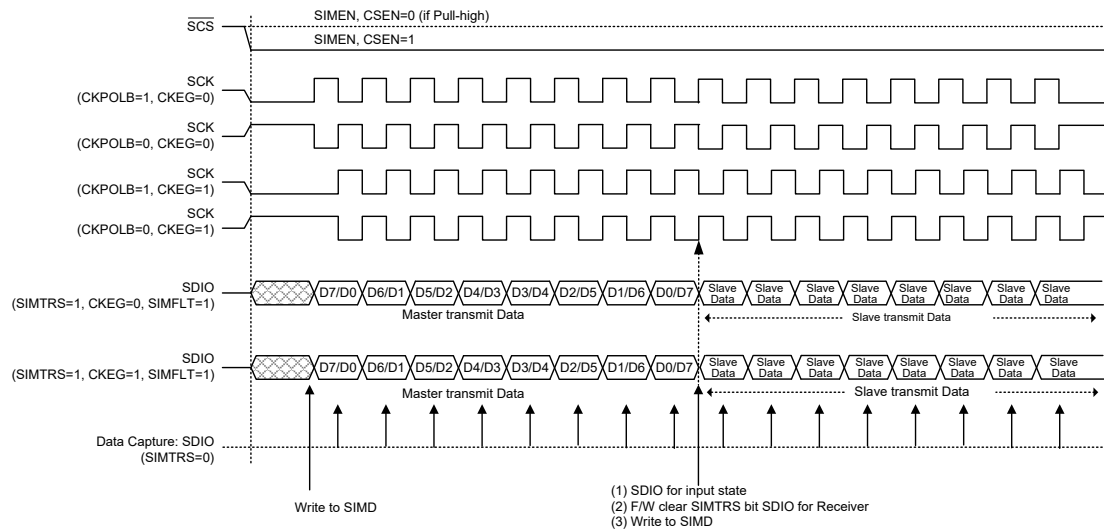 SIMEN, CSEN=0 (if Pull-high)
SCS
SIMEN, CSEN=1
SCK
(CKPOLB=1, CKEG=0)
SCK
(CKPOLB=0, CKEG=0)
SCK
(CKPOLB=1, CKEG=1)
SCK
(CKPOLB=0, CKEG=1)
SDIO
(SIMTRS=1, CKEG=0, SIMFLT=1)
D7/D0 D6/D1 D5/D2 D4/D3 D3/D4 D2/D5 D1/D6 D0/D7
Slave Slave Slave Slave Slave Slave Slave Slave
Data Data Data Data Data Data Data Data
Master transmit Data
Slave transmit Data
SDIO
(SIMTRS=1, CKEG=1, SIMFLT=1)
D7/D0 D6/D1 D5/D2 D4/D3 D3/D4 D2/D5 D1/D6 D0/D7
Slave Slave Slave Slave Slave Slave Slave Slave
Data Data Data Data Data Data Data Data
Master transmit Data
Slave transmit Data
Data Capture: SDIO
(SIMTRS=0)
Write to SIMD
(1) SDIO for input state
(2) F/W clear SIMTRS bit SDIO for Receiver
(3) Write to SIMD